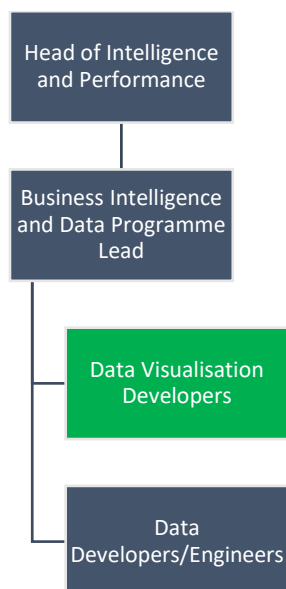 Head of Intelligence
and Performance
Business Intelligence
and Data Programme
Lead
Data Visualisation
Developers
Data
Developers/Engineers